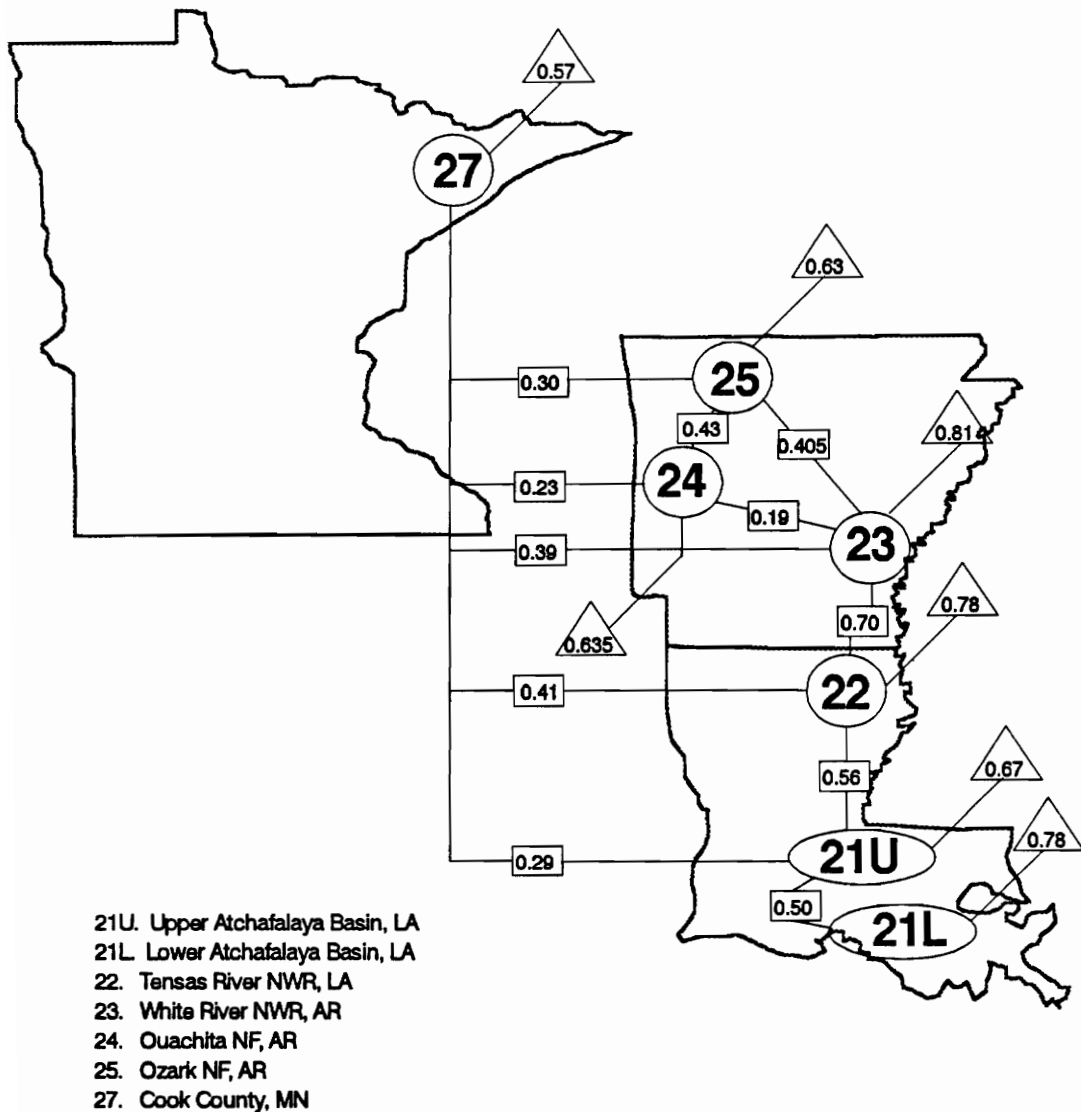 0.57
27
0.63
0.30
25
0.43
0.405
0.814
24
0.23
0.19
23
0.39
0.78
0.70
0.635
22
0.41
0.67
0.56
0.78
21U
0.29
0.50
21L
21U. Upper Atchafalaya Basin, LA
21L Lower Atchafalaya Basin, LA
22. Tensas River NWR, LA
23. White River NWR, AR
24. Ouachita NF, AR
25. Ozark NF, AR
27. Cook County, MN